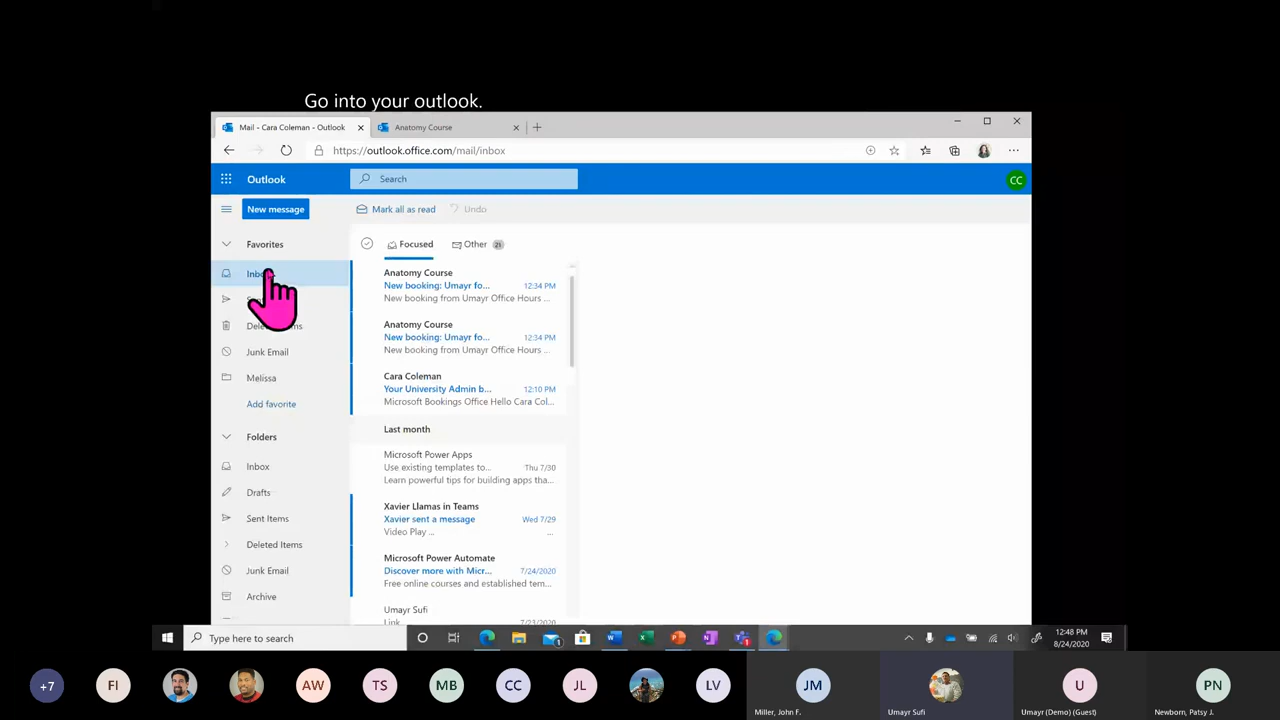 Go into your outlook.
Mail - Cara Coleman - Outlook
Anatomy Course
https://outlook.office.com/mail/inbox
Outlook
Search
CC
New message
Mark all as read
Undo
Favorites
Junk Email
Melissa
Add favorite
Folders
Inbox
Drafts
Sent Items
Deleted Items
Junk Email
Archive
Focused
Other 21
Anatomy Course
New booking: Umayr fo... 12:34 PM
New booking from Umayr Office Hours ...
Anatomy Course
New booking: Umayr fo... 12:34 PM
New booking from Umayr Office Hours ...
Cara Coleman
Your University Admin b... 12:10 PM
Microsoft Bookings Office Hello Cara Col...
Last month
Microsoft Power Apps
Use existing templates to... Thu 7/30
Learn powerful tips for building apps tha...
Xavier Llamas in Teams
Xavier sent a message Wed 7/29
Video Play ... ...
Microsoft Power Automate
Discover more with Micr... 7/24/2020
Free online courses and established tem...
Umayr Sufi
Link 7/23/2020
Type here to search
12:48 PM
8/24/2020
+7
FI
AW
TS
MB
CC
JL
LV
JM
U
PN
Miller, John F.
Umayr Sufi
Umayr (Demo) (Guest)
Newborn, Patsy J.